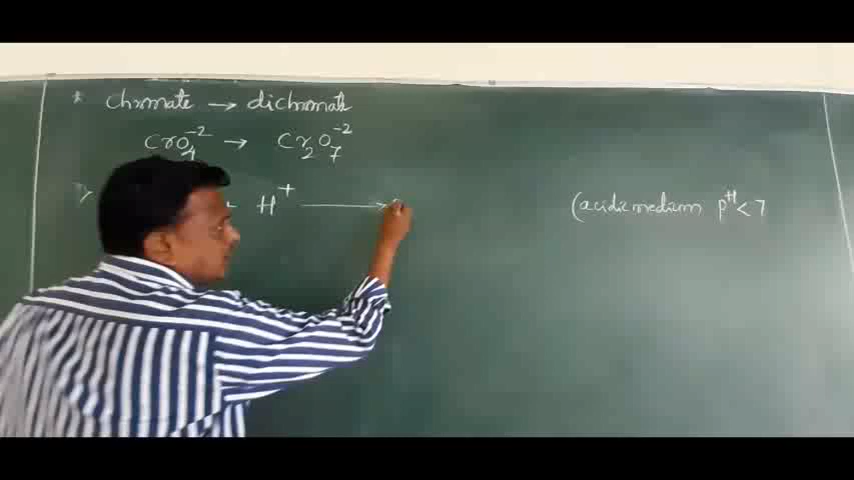 * Chromate → dichromate
CrO₄⁻² → Cr₂O₇⁻²
+ H⁺ ⟶ (acidic medium pH < 7